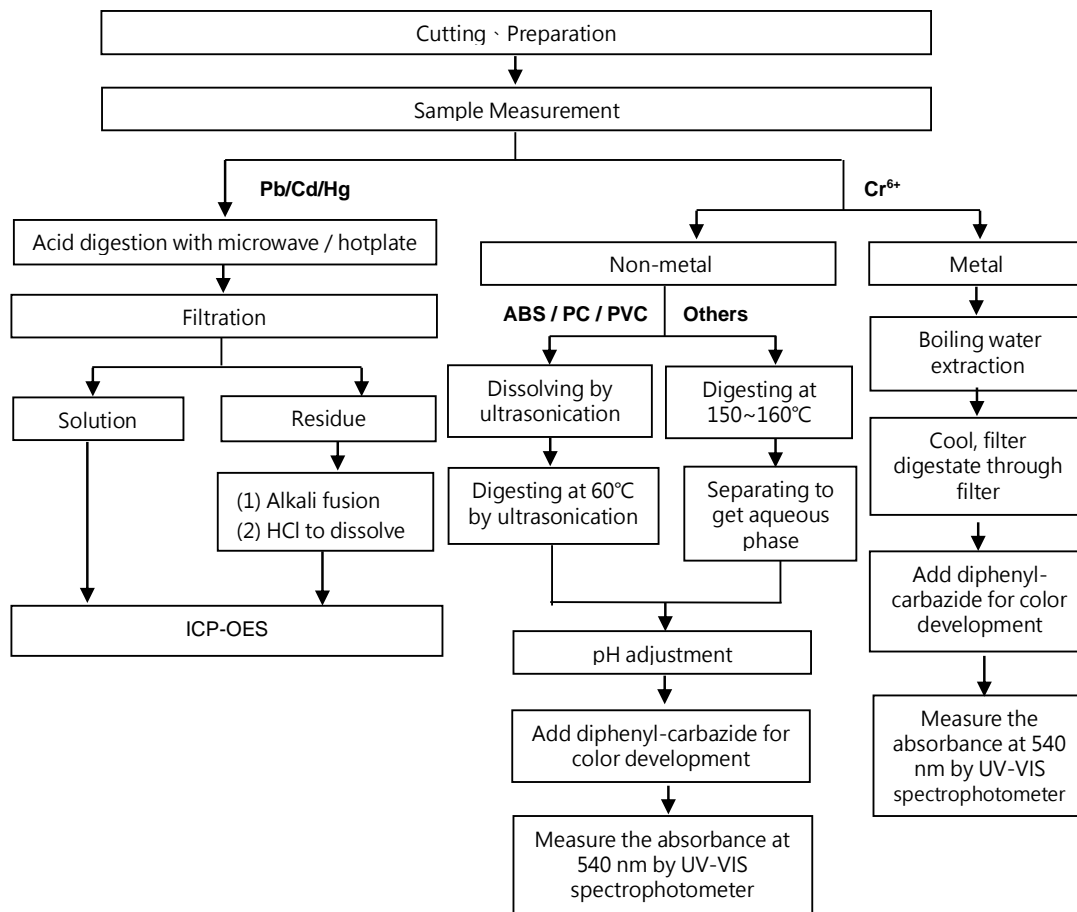 Cutting、Preparation
Sample Measurement
Pb/Cd/Hg
Cr6+
Acid digestion with microwave / hotplate
Filtration
Solution
Residue
(1) Alkali fusion
(2) HCl to dissolve
ICP-OES
Non-metal
ABS / PC / PVC
Others
Dissolving by
ultrasonication
Digesting at 60℃
by ultrasonication
Digesting at
150~160℃
Separating to
get aqueous
phase
pH adjustment
Add diphenyl-carbazide for
color development
Measure the absorbance at
540 nm by UV-VIS
spectrophotometer
Metal
Boiling water
extraction
Cool, filter
digestate through
filter
Add diphenyl-
carbazide for color
development
Measure the
absorbance at 540
nm by UV-VIS
spectrophotometer